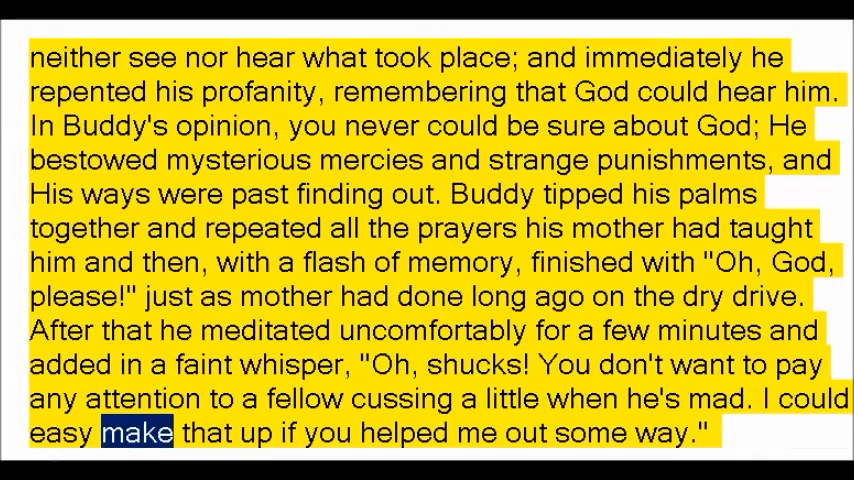 neither see nor hear what took place; and immediately he
repented his profanity, remembering that God could hear him.
In Buddy's opinion, you never could be sure about God; He
bestowed mysterious mercies and strange punishments, and
His ways were past finding out. Buddy tipped his palms
together and repeated all the prayers his mother had taught
him and then, with a flash of memory, finished with "Oh, God,
please!" just as mother had done long ago on the dry drive.
After that he meditated uncomfortably for a few minutes and
added in a faint whisper, "Oh, shucks! You don't want to pay
any attention to a fellow cussing a little when he's mad. I could
easy make that up if you helped me out some way."